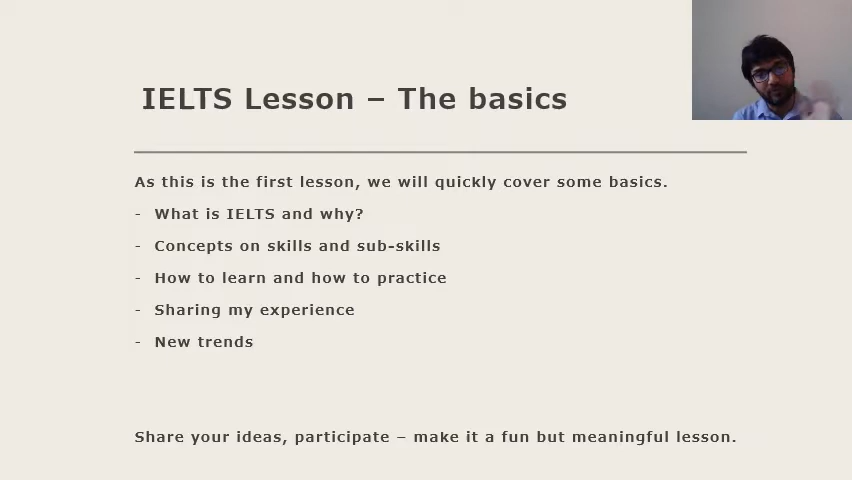 IELTS Lesson – The basics
As this is the first lesson, we will quickly cover some basics.
- What is IELTS and why?
- Concepts on skills and sub-skills
- How to learn and how to practice
- Sharing my experience
- New trends
Share your ideas, participate – make it a fun but meaningful lesson.